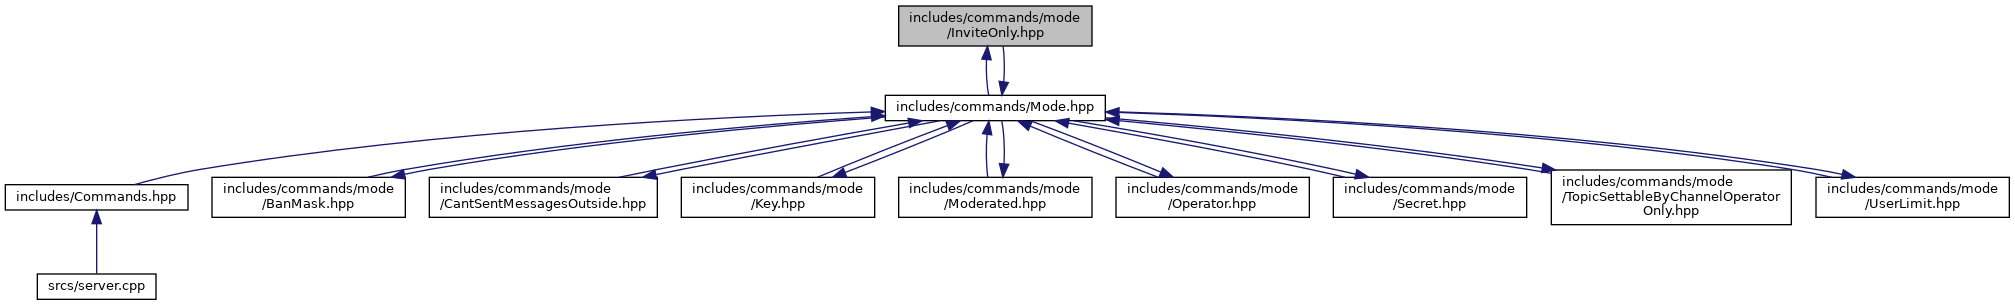 includes/commands/mode
/InviteOnly.hpp
includes/commands/Mode.hpp
includes/Commands.hpp
includes/commands/mode
/BanMask.hpp
includes/commands/mode
/CantSentMessagesOutside.hpp
includes/commands/mode
/Key.hpp
includes/commands/mode
/Moderated.hpp
includes/commands/mode
/Operator.hpp
includes/commands/mode
/Secret.hpp
includes/commands/mode
/TopicSettableByChannelOperator
Only.hpp
includes/commands/mode
/UserLimit.hpp
srcs/server.cpp